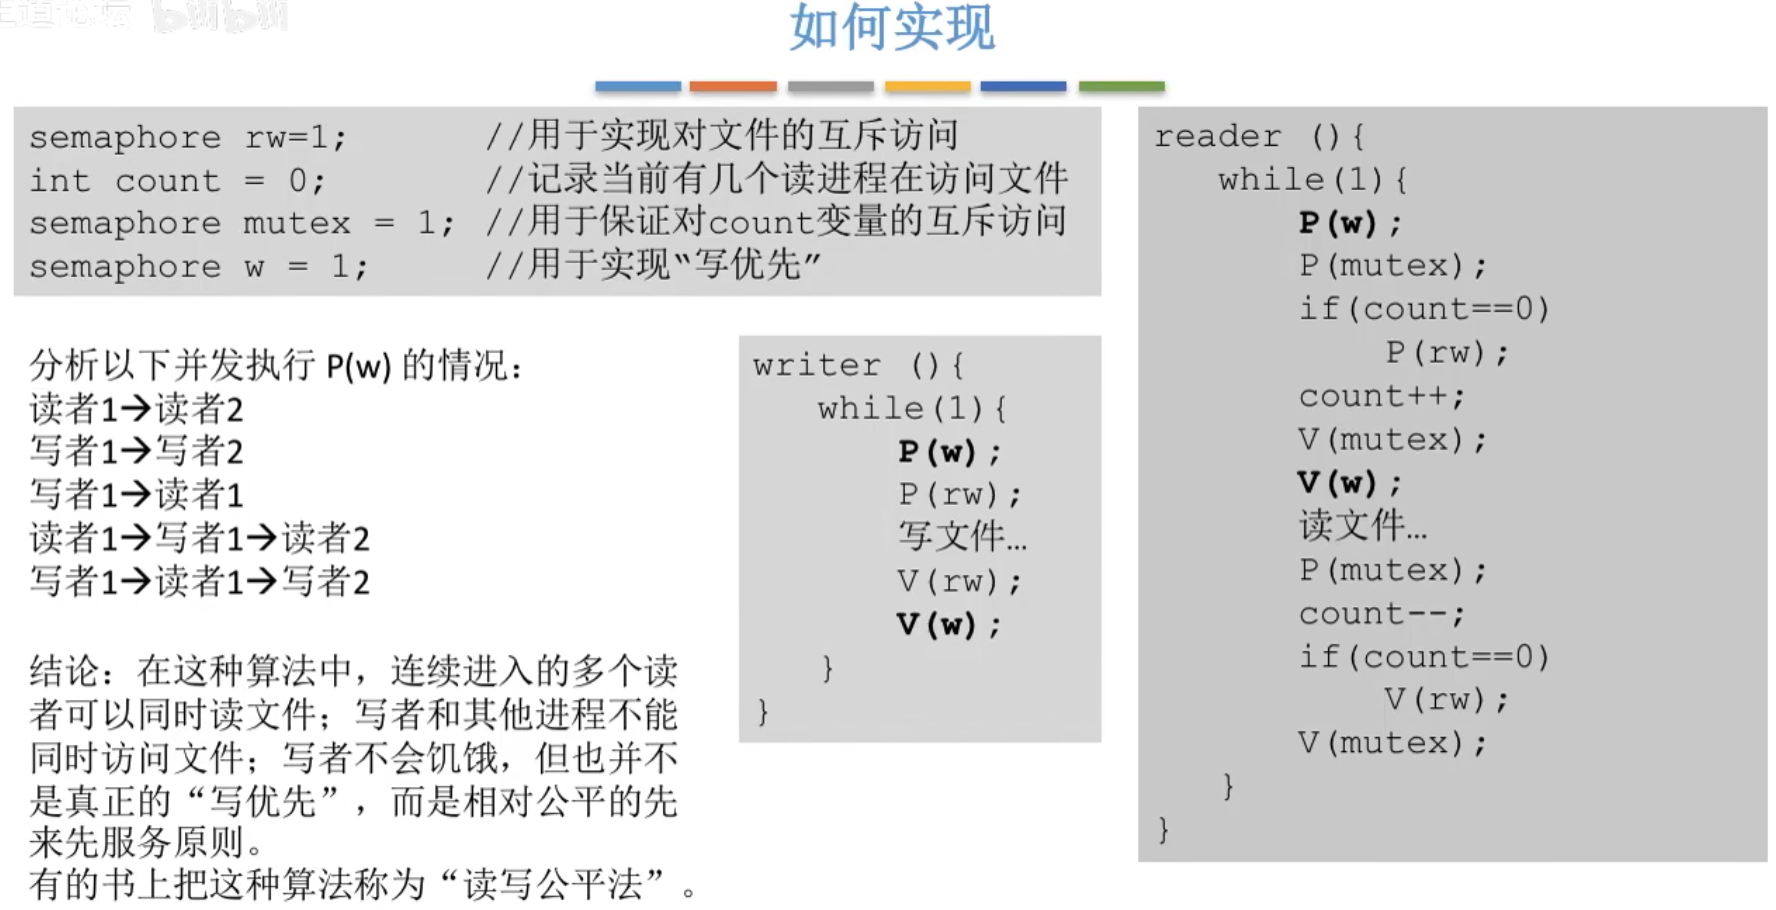 如何实现
semaphore rw=1; //用于实现对文件的互斥访问
int count = 0; //记录当前有几个读进程在访问文件
semaphore mutex = 1; //用于保证对count变量的互斥访问
semaphore w = 1; //用于实现“写优先”
分析以下并发执行 P(w) 的情况：
读者1→读者2
写者1→写者2
写者1→读者1
读者1→写者1→读者2
写者1→读者1→写者2
结论：在这种算法中，连续进入的多个读
者可以同时读文件；写者和其他进程不能
同时访问文件；写者不会饥饿，但也并不
是真正的“写优先”，而是相对公平的先
来先服务原则。
有的书上把这种算法称为“读写公平法”。
writer (){
while(1){
P(w);
P(rw);
写文件…
V(rw);
V(w);
}
}
reader (){
while(1){
P(w);
P(mutex);
if(count==0)
P(rw);
count++;
V(mutex);
V(w);
读文件…
P(mutex);
count--;
if(count==0)
V(rw);
V(mutex);
}
}